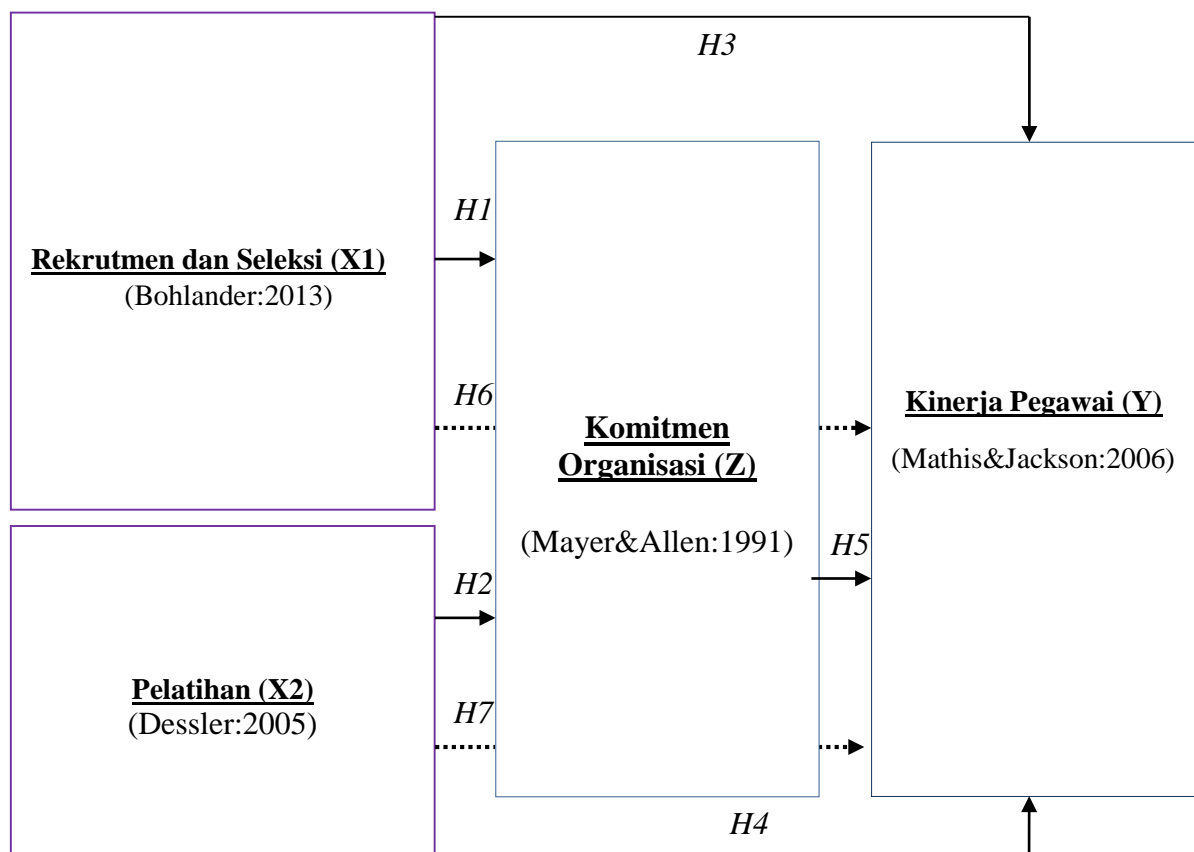 H3
H1
Rekrutmen dan Seleksi (X1)
(Bohlander:2013)
H6
Komitmen
Organisasi (Z)
(Mayer&Allen:1991)
Kinerja Pegawai (Y)
(Mathis&Jackson:2006)
H5
H2
Pelatihan (X2)
(Dessler:2005)
H7
H4